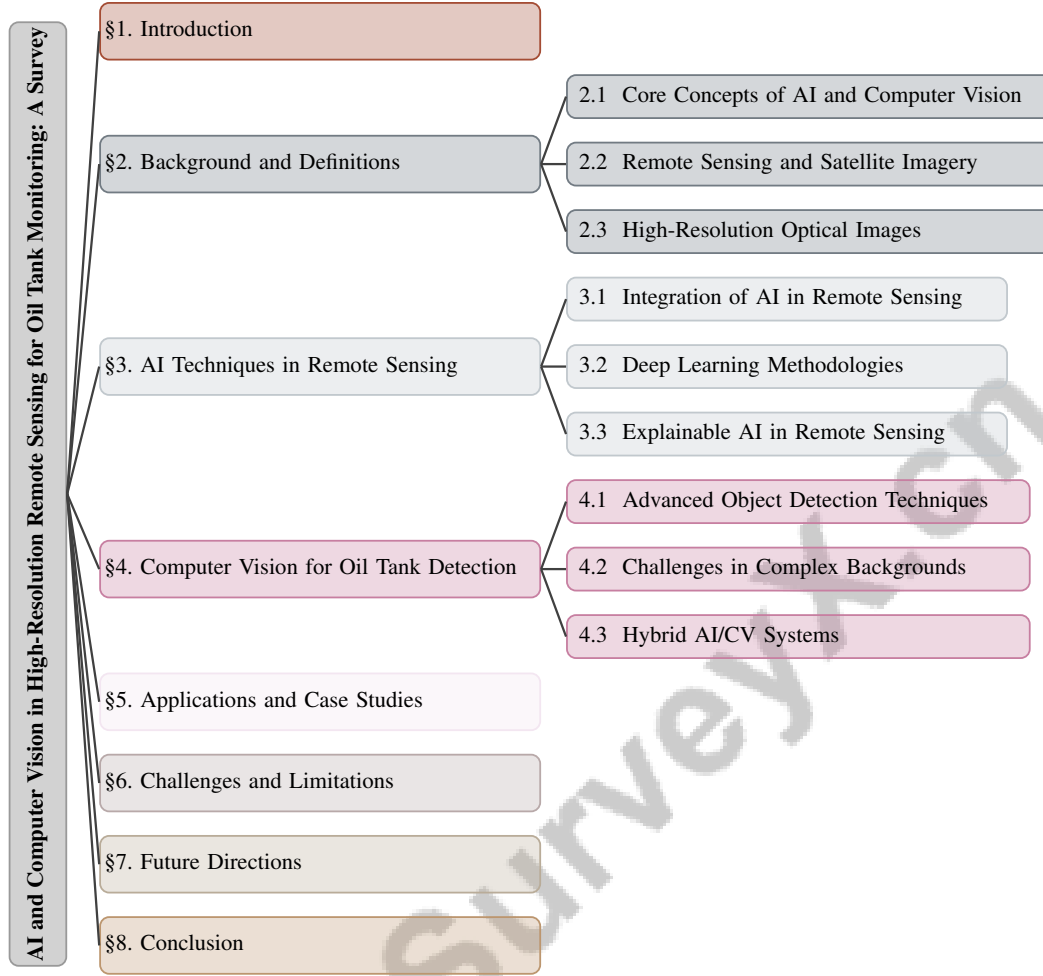 AI and Computer Vision in High-Resolution Remote Sensing for Oil Tank Monitoring: A Survey
§1. Introduction
§2. Background and Definitions
2.1 Core Concepts of AI and Computer Vision
2.2 Remote Sensing and Satellite Imagery
2.3 High-Resolution Optical Images
§3. AI Techniques in Remote Sensing
3.1 Integration of AI in Remote Sensing
3.2 Deep Learning Methodologies
3.3 Explainable AI in Remote Sensing
§4. Computer Vision for Oil Tank Detection
4.1 Advanced Object Detection Techniques
4.2 Challenges in Complex Backgrounds
4.3 Hybrid AI/CV Systems
§5. Applications and Case Studies
§6. Challenges and Limitations
§7. Future Directions
§8. Conclusion
SurveyX.cn